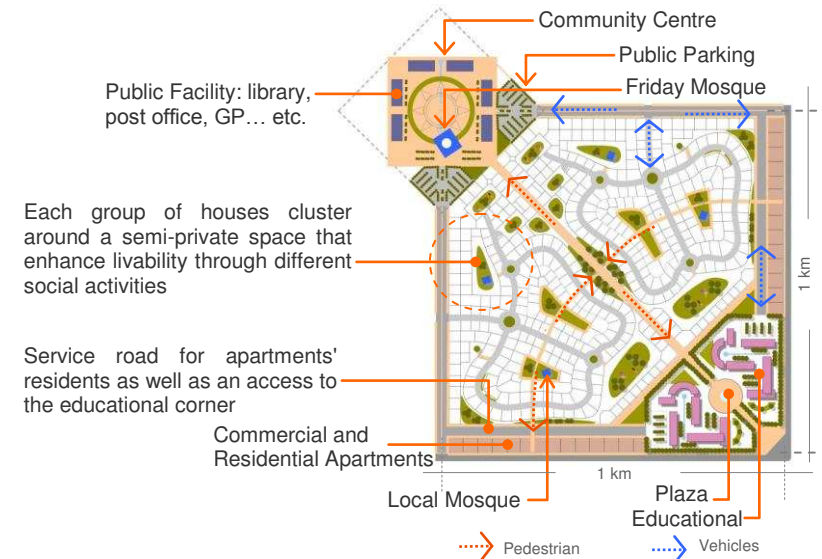 Community Centre
Public Parking
Friday Mosque
Public Facility: library,
post office, GP… etc.
Each group of houses cluster
around a semi-private space that
enhance livability through different
social activities
1 km
Service road for apartments'
residents as well as an access to
the educational corner
Commercial and
Residential Apartments
1 km
Local Mosque
Plaza
Educational
Pedestrian
Vehicles